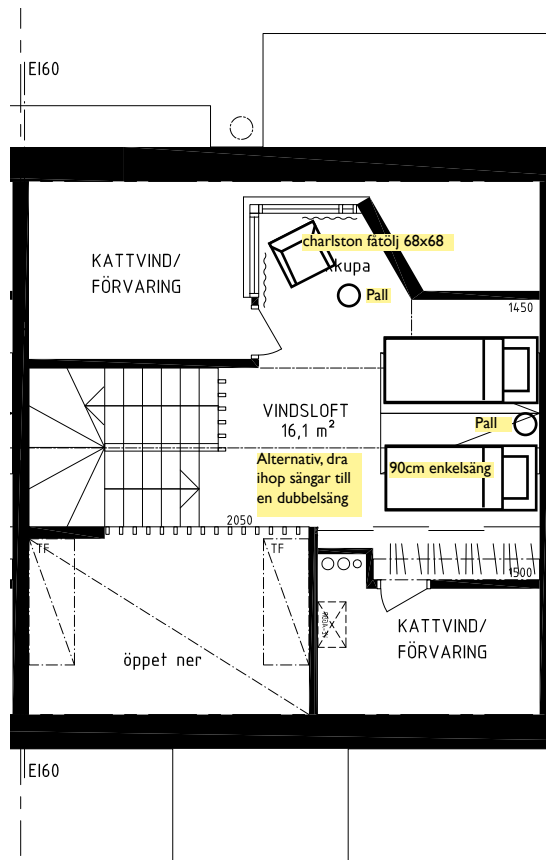 EI60
charlston fåtölj 68x68
kkupa
KATTVIND/
FÖRVARING
Pall
1450
VINDSLOFT
16,1 m²
Pall
Alternativ, dra
ihop sängar till
en dubbelsäng
90cm enkelsäng
2050
TF
TF
1500
KATTVIND/
FÖRVARING
öppet ner
EI60